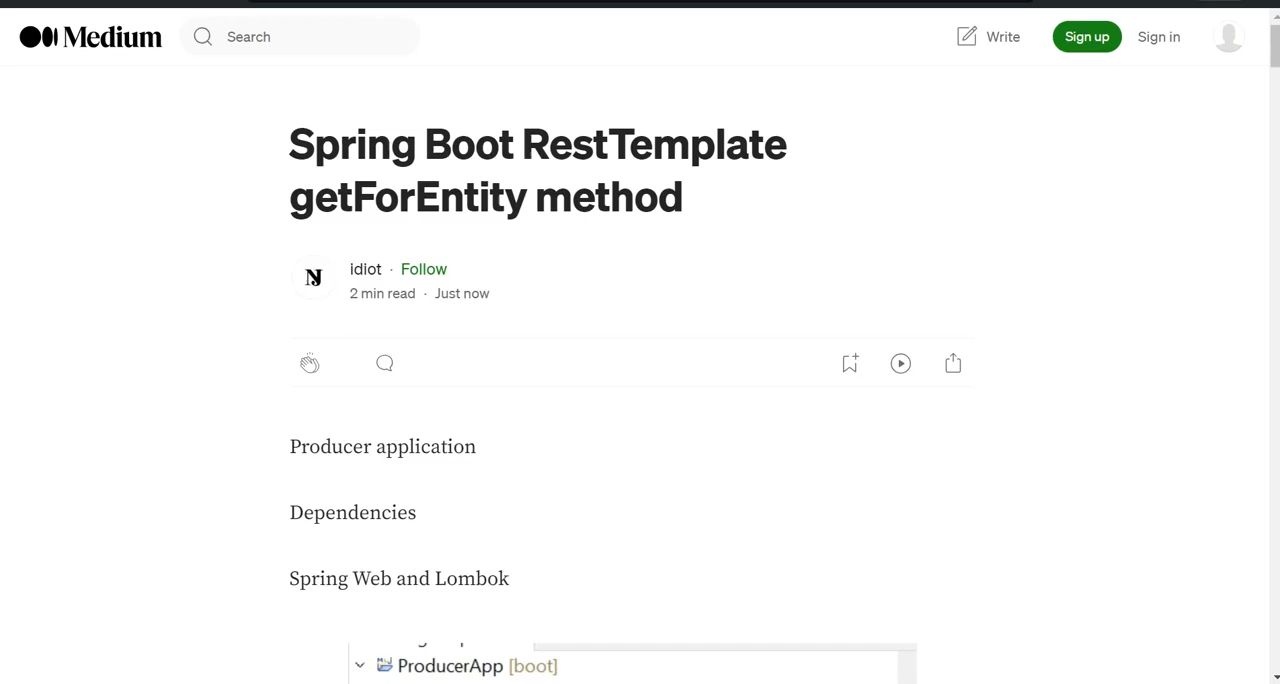 Medium
Search
Write
Sign up
Sign in
Spring Boot RestTemplate
getForEntity method
idiot · Follow
2 min read · Just now
Producer application
Dependencies
Spring Web and Lombok
ProducerApp [boot]